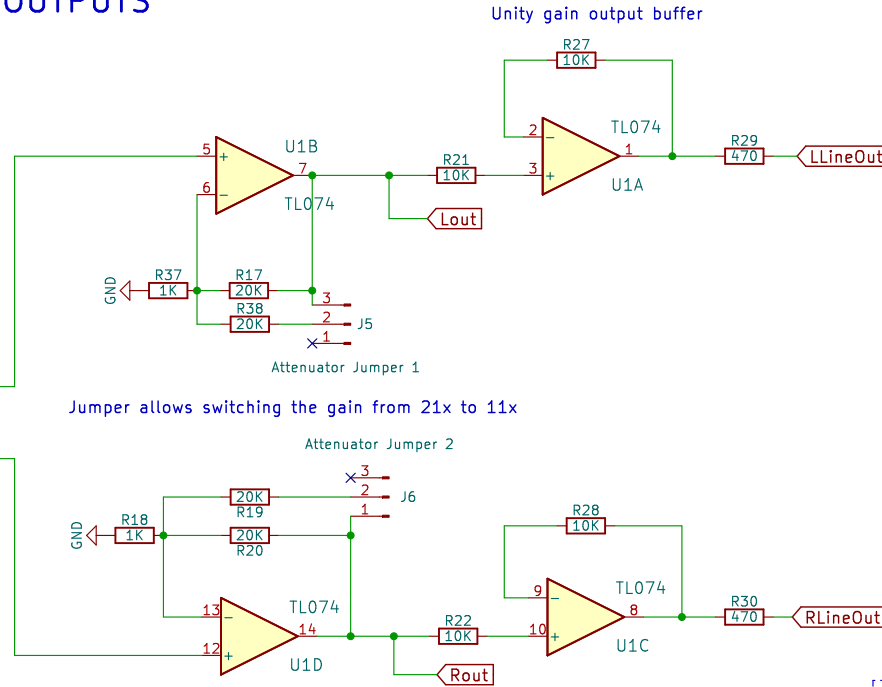 OUTPUTS
Unity gain output buffer
R27
10K
2
TL074
1
3
U1A
R29
470
LLineOut
5
U1B
7
6
TL074
R21
10K
Lout
GND
R37
1K
R17
20K
R38
20K
3
2
J5
1
Attenuator Jumper 1
Jumper allows switching the gain from 21x to 11x
Attenuator Jumper 2
3
2
J6
1
20K
R19
GND
R18
1K
20K
R20
R28
10K
13
TL074
14
12
U1D
R22
10K
Rout
9
TL074
8
10
U1C
R30
470
RLineOut